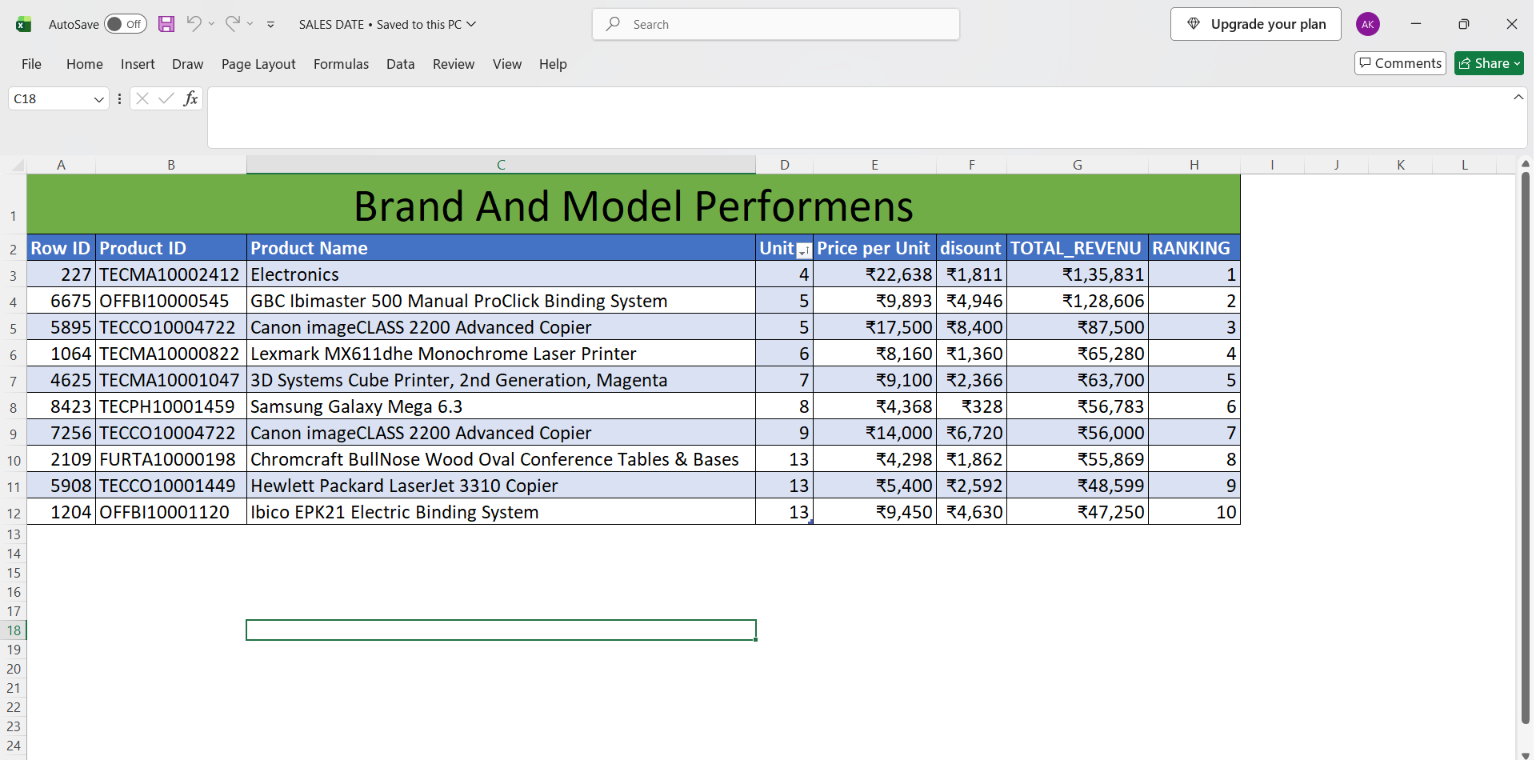 AutoSave Off SALES DATE • Saved to this PC Search Upgrade your plan AK
File Home Insert Draw Page Layout Formulas Data Review View Help Comments Share
C18 fx
A B C D E F G H I J K L
1 Brand And Model Performens
2 Row ID Product ID Product Name Unit Price per Unit disount TOTAL_REVENU RANKING
3 227 TECMA10002412 Electronics 4 ₹22,638 ₹1,811 ₹1,35,831 1
4 6675 OFFBI10000545 GBC Ibimaster 500 Manual ProClick Binding System 5 ₹9,893 ₹4,946 ₹1,28,606 2
5 5895 TECCO10004722 Canon imageCLASS 2200 Advanced Copier 5 ₹17,500 ₹8,400 ₹87,500 3
6 1064 TECMA10000822 Lexmark MX611dhe Monochrome Laser Printer 6 ₹8,160 ₹1,360 ₹65,280 4
7 4625 TECMA10001047 3D Systems Cube Printer, 2nd Generation, Magenta 7 ₹9,100 ₹2,366 ₹63,700 5
8 8423 TECPH10001459 Samsung Galaxy Mega 6.3 8 ₹4,368 ₹328 ₹56,783 6
9 7256 TECCO10004722 Canon imageCLASS 2200 Advanced Copier 9 ₹14,000 ₹6,720 ₹56,000 7
10 2109 FURTA10000198 Chromcraft BullNose Wood Oval Conference Tables & Bases 13 ₹4,298 ₹1,862 ₹55,869 8
11 5908 TECCO10001449 Hewlett Packard LaserJet 3310 Copier 13 ₹5,400 ₹2,592 ₹48,599 9
12 1204 OFFBI10001120 Ibico EPK21 Electric Binding System 13 ₹9,450 ₹4,630 ₹47,250 10
13
14
15
16
17
18
19
20
21
22
23
24